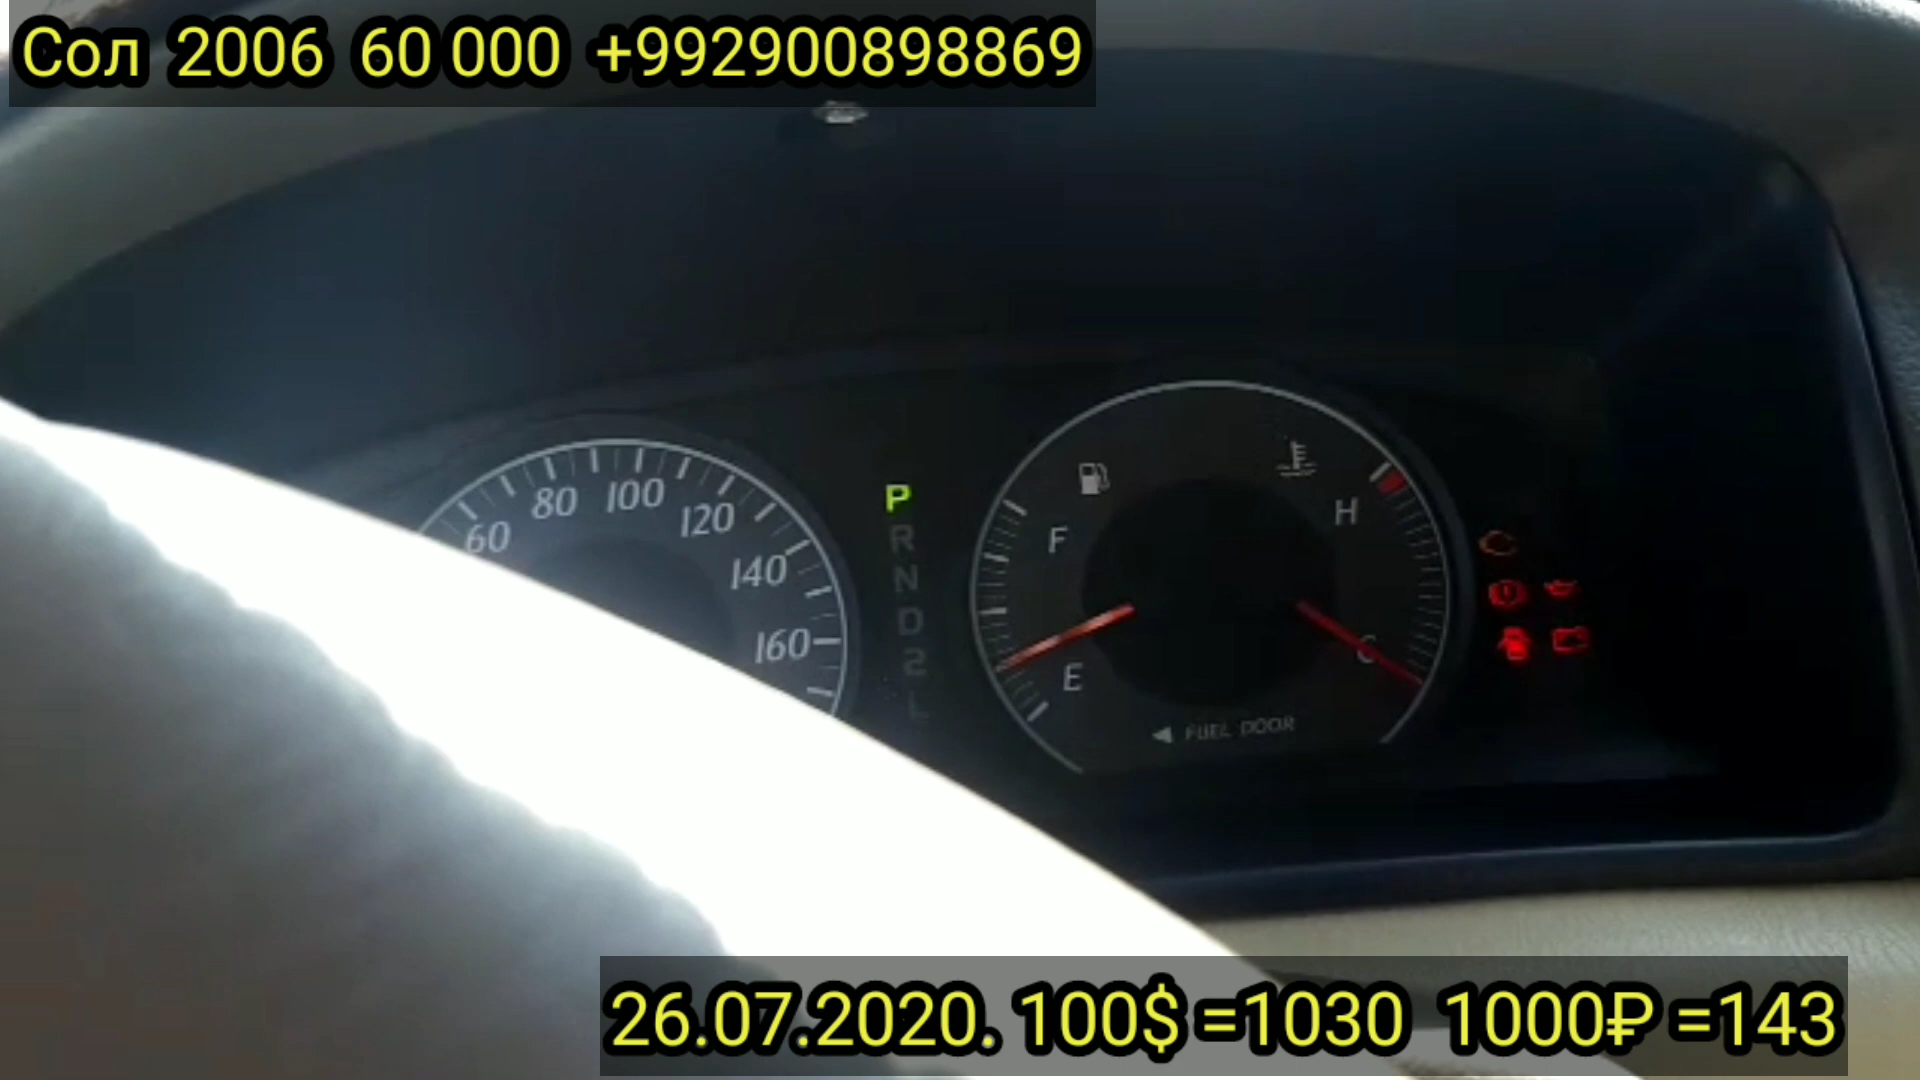 Сол 2006 60 000 +992900898869
60 80 100 120 140 160
P
R
N
D
2
L
F H
E C
FUEL DOOR
26.07.2020. 100$ =1030 1000₽ =143